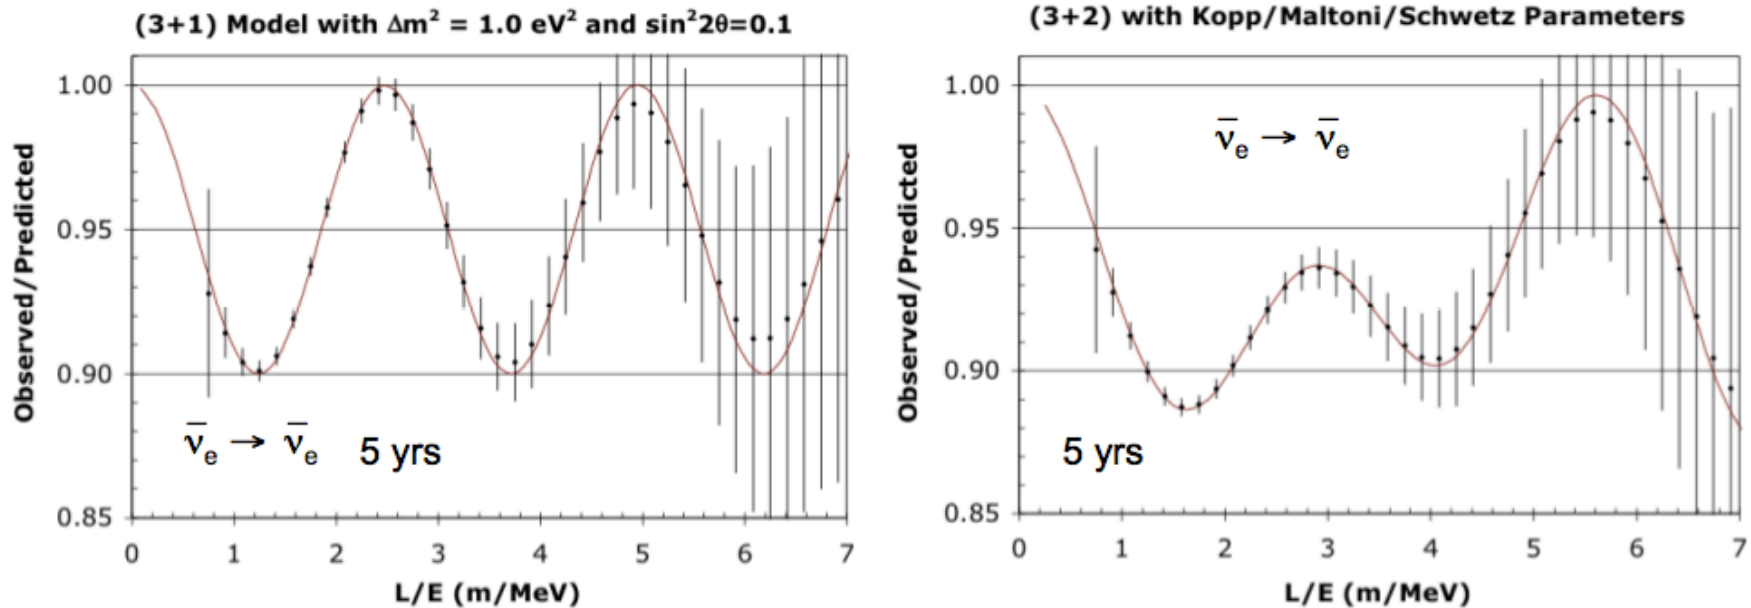 (3+1) Model with Δm² = 1.0 eV² and sin²2θ=0.1
Observed/Predicted
1.00
0.95
0.90
0.85
ν̄ₑ → ν̄ₑ 5 yrs
0 1 2 3 4 5 6 7
L/E (m/MeV)
(3+2) with Kopp/Maltoni/Schwetz Parameters
Observed/Predicted
1.00
0.95
0.90
0.85
ν̄ₑ → ν̄ₑ
5 yrs
0 1 2 3 4 5 6 7
L/E (m/MeV)